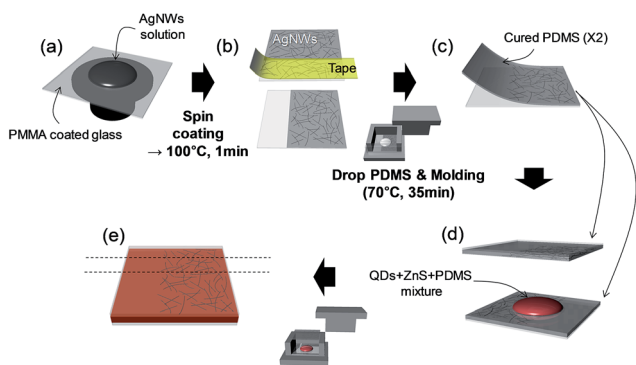 (a)
AgNWs
solution
PMMA coated glass
Spin
coating
→ 100°C, 1min
(b)
AgNWs
Tape
Drop PDMS & Molding
(70°C, 35min)
(c)
Cured PDMS (X2)
(d)
QDs+ZnS+PDMS
mixture
(e)